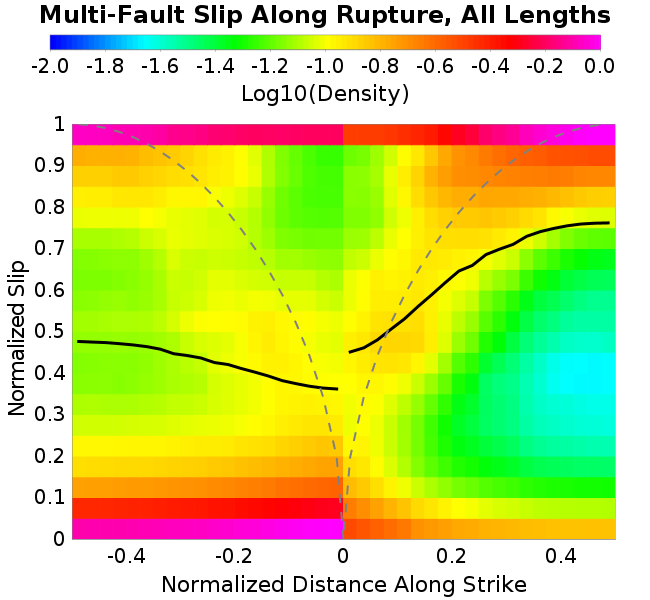 Multi-Fault Slip Along Rupture, All Lengths
-2.0 -1.8 -1.6 -1.4 -1.2 -1.0 -0.8 -0.6 -0.4 -0.2 0.0
Log10(Density)
1
0.9
0.8
0.7
0.6
0.5
0.4
0.3
0.2
0.1
0
Normalized Slip
-0.4 -0.2 0 0.2 0.4
Normalized Distance Along Strike